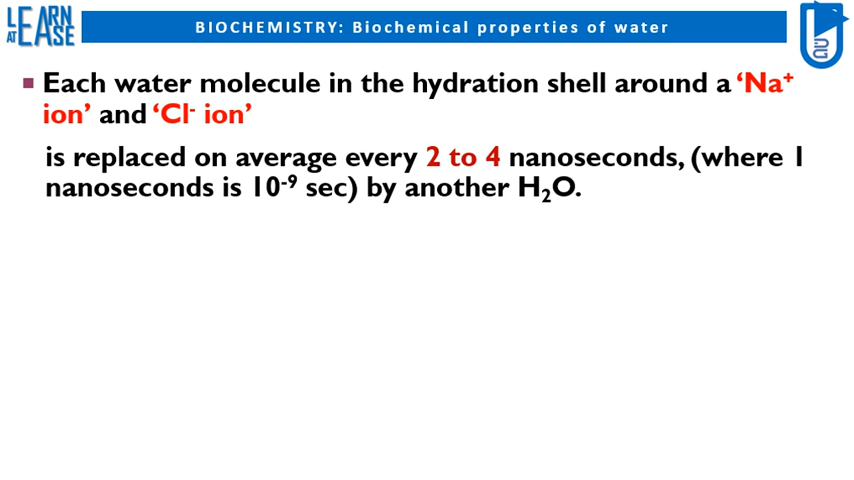 LEARN
AT EASE
BIOCHEMISTRY: Biochemical properties of water
Each water molecule in the hydration shell around a ‘Na⁺
ion’ and ‘Cl⁻ ion’
is replaced on average every 2 to 4 nanoseconds, (where 1
nanoseconds is 10⁻⁹ sec) by another H₂O.